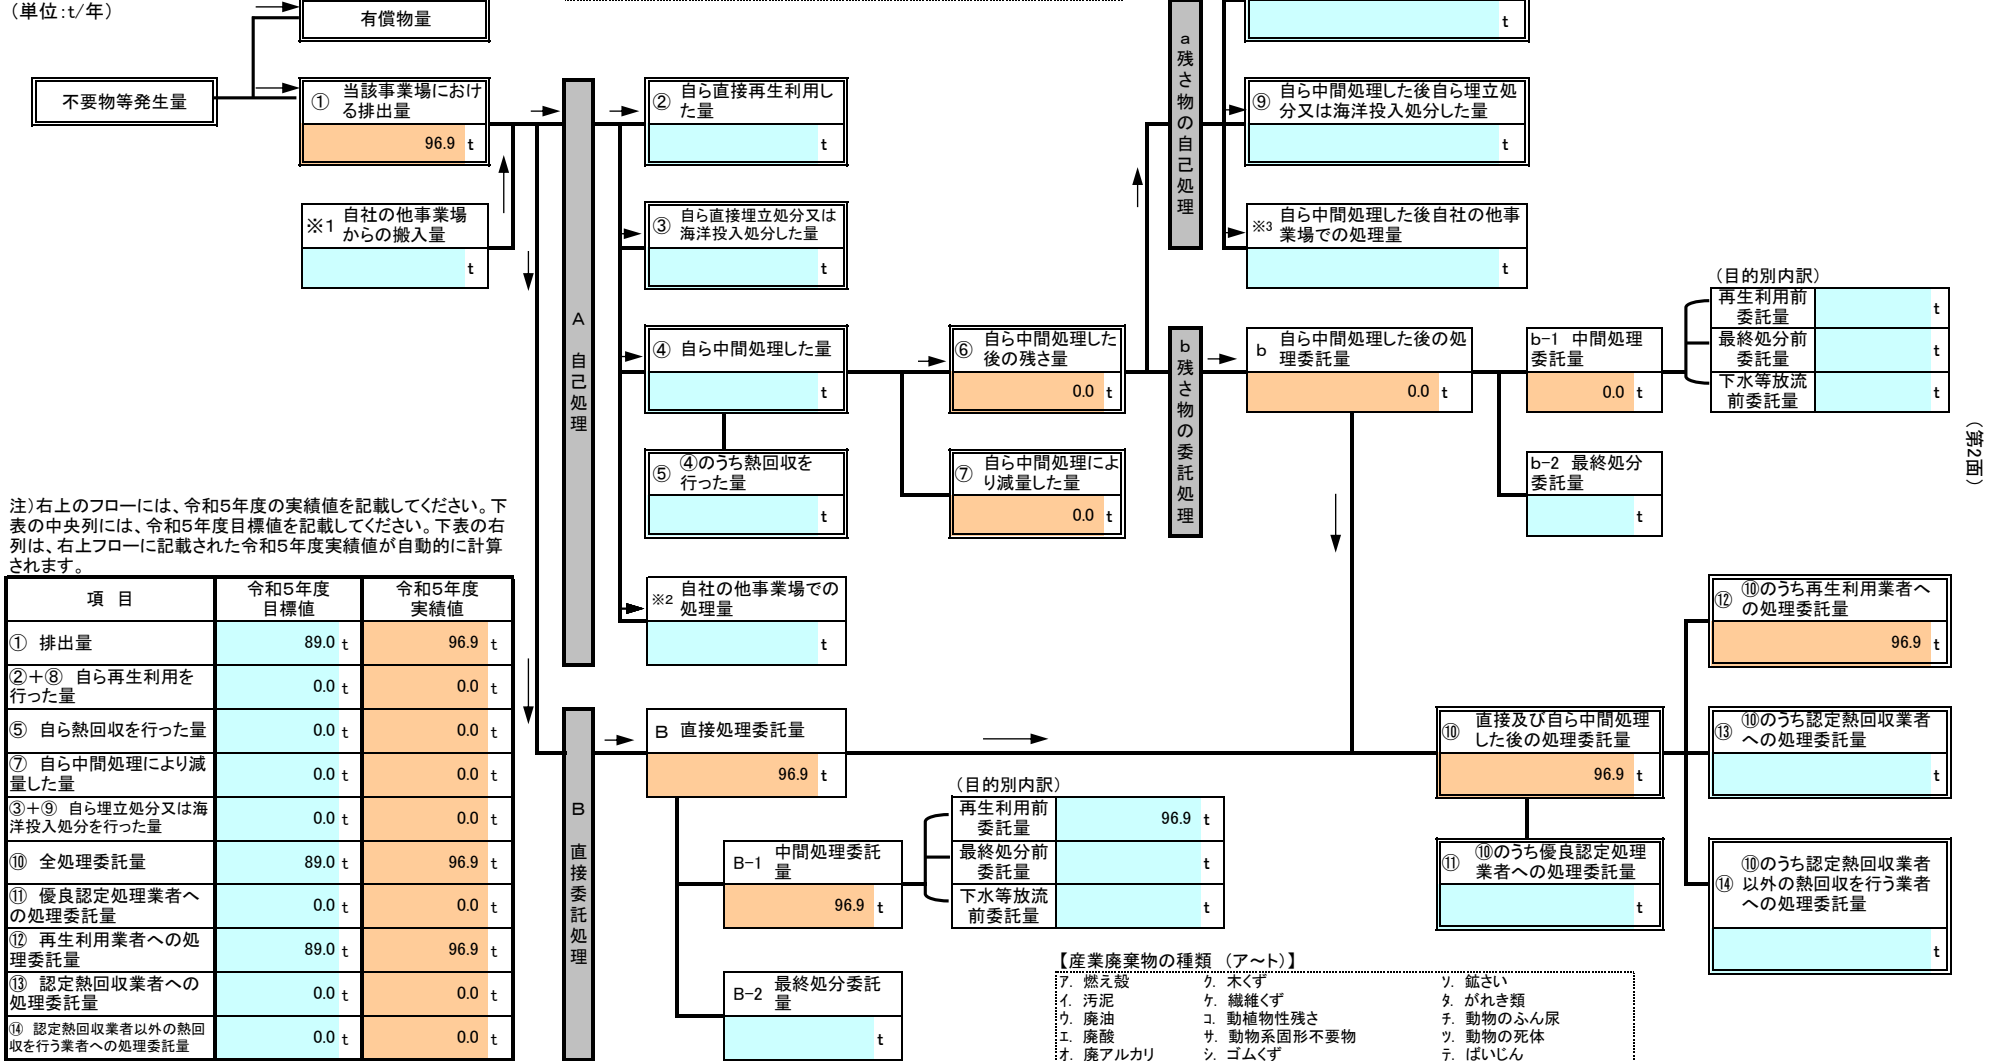 (単位:t/年)
有償物量
不要物等発生量
① 当該事業場におけ
る排出量
96.9 t
※1 自社の他事業場
からの搬入量
t
A 自己処理
② 自ら直接再生利用し
た量
t
③ 自ら直接埋立処分又は
海洋投入処分した量
t
④ 自ら中間処理した量
t
⑤ ④のうち熱回収を
行った量
t
※2 自社の他事業場での
処理量
t
⑥ 自ら中間処理した
後の残さ量
0.0 t
⑦ 自ら中間処理によ
り減量した量
0.0 t
a 残さ物の自己処理
t
⑨ 自ら中間処理した後自ら埋立処
分又は海洋投入処分した量
t
※3 自ら中間処理した後自社の他事
業場での処理量
t
b 残さ物の委託処理
b 自ら中間処理した後の処
理委託量
0.0 t
b-1 中間処理
委託量
0.0 t
b-2 最終処分
委託量
t
(目的別内訳)
再生利用前
委託量
t
最終処分前
委託量
t
下水等放流
前委託量
t
(第2面)
注)右上のフローには、令和5年度の実績値を記載してください。下
表の中央列には、令和5年度目標値を記載してください。下表の右
列は、右上フローに記載された令和5年度実績値が自動的に計算
されます。
項 目 令和5年度
目標値 令和5年度
実績値
① 排出量 89.0 t 96.9 t
②+⑧ 自ら再生利用を
行った量 0.0 t 0.0 t
⑤ 自ら熱回収を行った量 0.0 t 0.0 t
⑦ 自ら中間処理により減
量した量 0.0 t 0.0 t
③+⑨ 自ら埋立処分又は海
洋投入処分を行った量 0.0 t 0.0 t
⑩ 全処理委託量 89.0 t 96.9 t
⑪ 優良認定処理業者へ
の処理委託量 0.0 t 0.0 t
⑫ 再生利用業者への処
理委託量 89.0 t 96.9 t
⑬ 認定熱回収業者への
処理委託量 0.0 t 0.0 t
⑭ 認定熱回収業者以外の熱回
収を行う業者への処理委託量 0.0 t 0.0 t
B 直接委託処理
B 直接処理委託量
96.9 t
B-1 中間処理委託
量
96.9 t
B-2 最終処分委託
量
t
(目的別内訳)
再生利用前
委託量
96.9 t
最終処分前
委託量
t
下水等放流
前委託量
t
⑩ 直接及び自ら中間処理
した後の処理委託量
96.9 t
⑪ ⑩のうち優良認定処理
業者への処理委託量
t
⑫ ⑩のうち再生利用業者へ
の処理委託量
96.9 t
⑬ ⑩のうち認定熱回収業者
への処理委託量
t
⑭ ⑩のうち認定熱回収業者
以外の熱回収を行う業者
への処理委託量
t
【産業廃棄物の種類 (ア~ト)】
ア. 燃え殻 ク. 木くず ソ. 鉱さい
イ. 汚泥 ケ. 繊維くず タ. がれき類
ウ. 廃油 コ. 動植物性残さ チ. 動物のふん尿
エ. 廃酸 サ. 動物系固形不要物 ツ. 動物の死体
オ. 廃アルカリ シ. ゴムくず テ. ばいじん